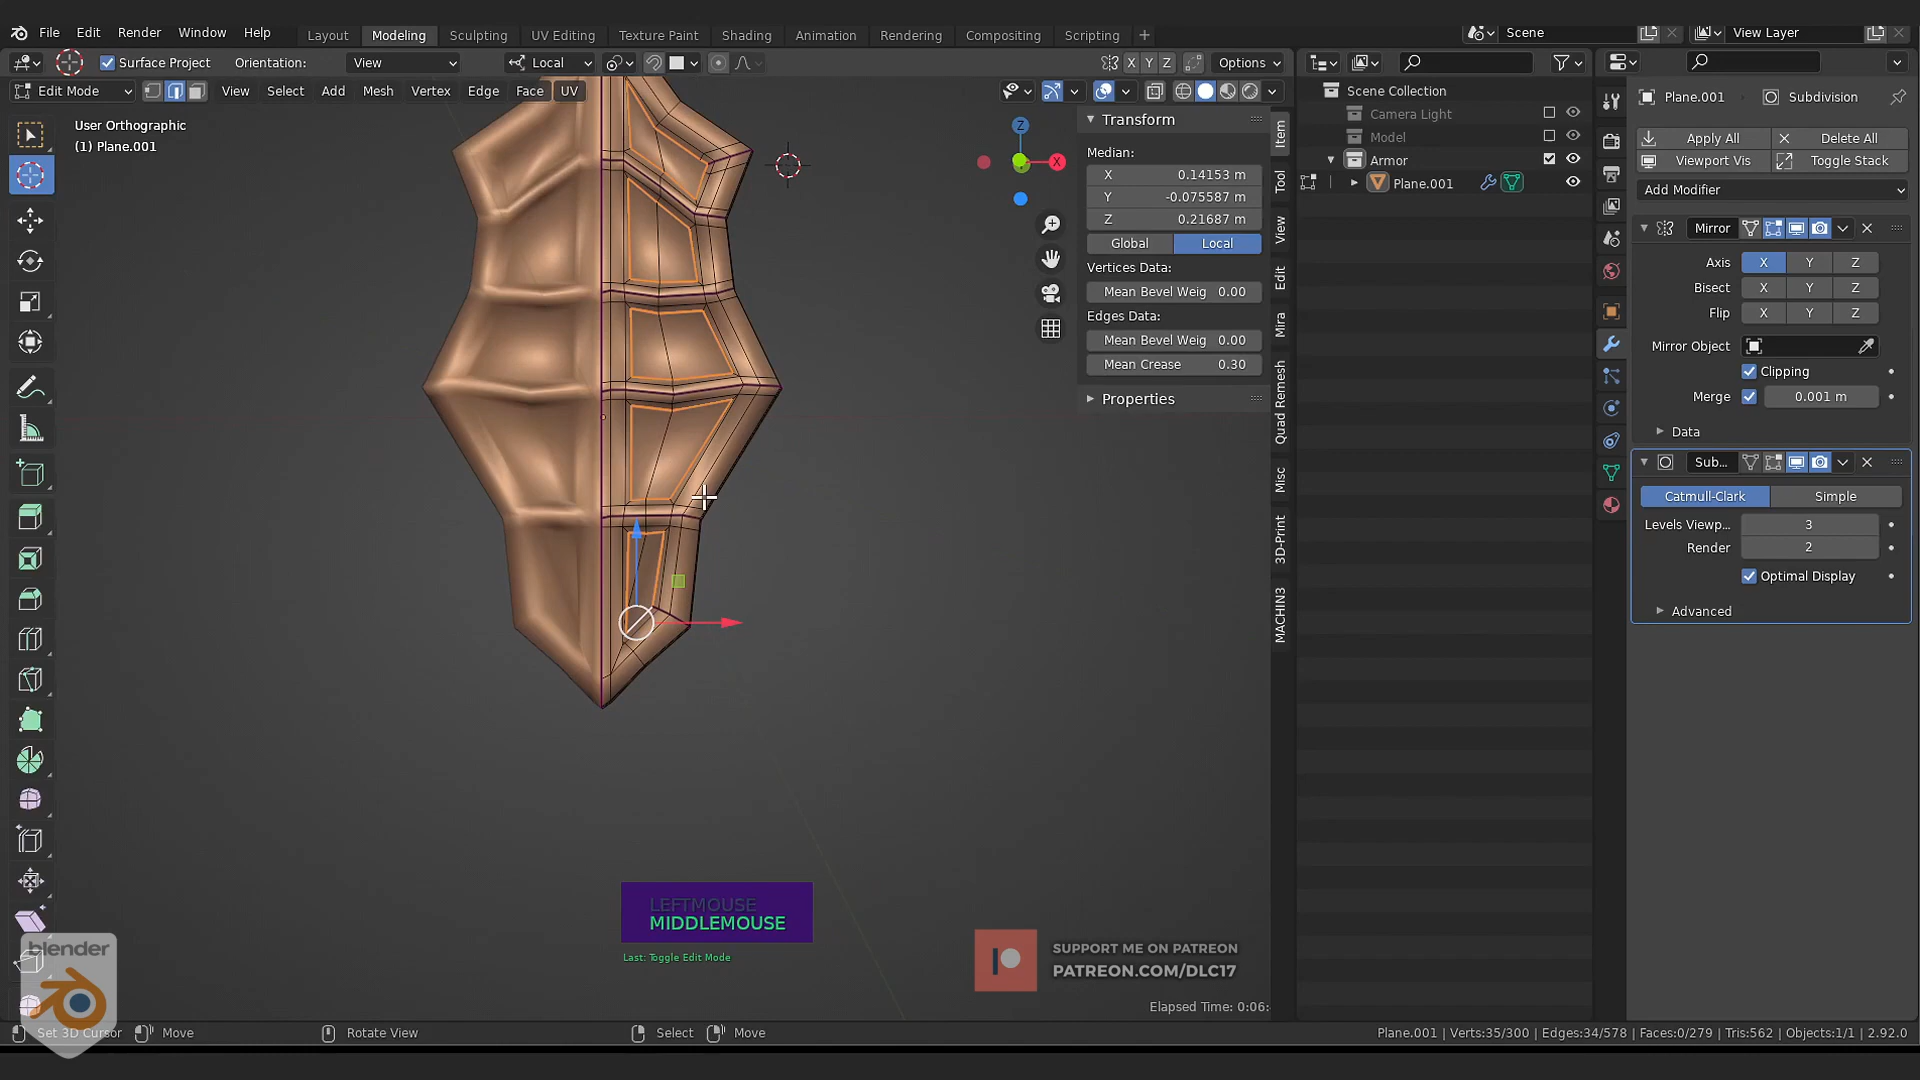 File Edit Render Window Help Layout Modeling Sculpting UV Editing Texture Paint Shading Animation Rendering Compositing Scripting Scene View Layer
Surface Project Orientation: View Local X Y Z Options
Edit Mode View Select Add Mesh Vertex Edge Face UV
User Orthographic
(1) Plane.001
Z
X
Transform
Median:
X 0.14153 m
Y -0.075587 m
Z 0.21687 m
Global Local
Vertices Data:
Mean Bevel Weig 0.00
Edges Data:
Mean Bevel Weig 0.00
Mean Crease 0.30
Properties
Item
Tool
View
Edit
Mira
Quad Remesh
Misc
3D-Print
MACHIN3
Scene Collection
Camera Light
Model
Armor
Plane.001
Plane.001 Subdivision
Apply All Delete All
Viewport Vis Toggle Stack
Add Modifier
Mirror
Axis X Y Z
Bisect X Y Z
Flip X Y Z
Mirror Object
Clipping
Merge 0.001 m
Data
Sub...
Catmull-Clark Simple
Levels Viewp... 3
Render 2
Optimal Display
Advanced
LEFTMOUSE
MIDDLEMOUSE
Last: Toggle Edit Mode
blender
SUPPORT ME ON PATREON
PATREON.COM/DLC17
Elapsed Time: 0:06:
Set 3D Cursor Move Rotate View Select Move Plane.001 | Verts:35/300 | Edges:34/578 | Faces:0/279 | Tris:562 | Objects:1/1 | 2.92.0